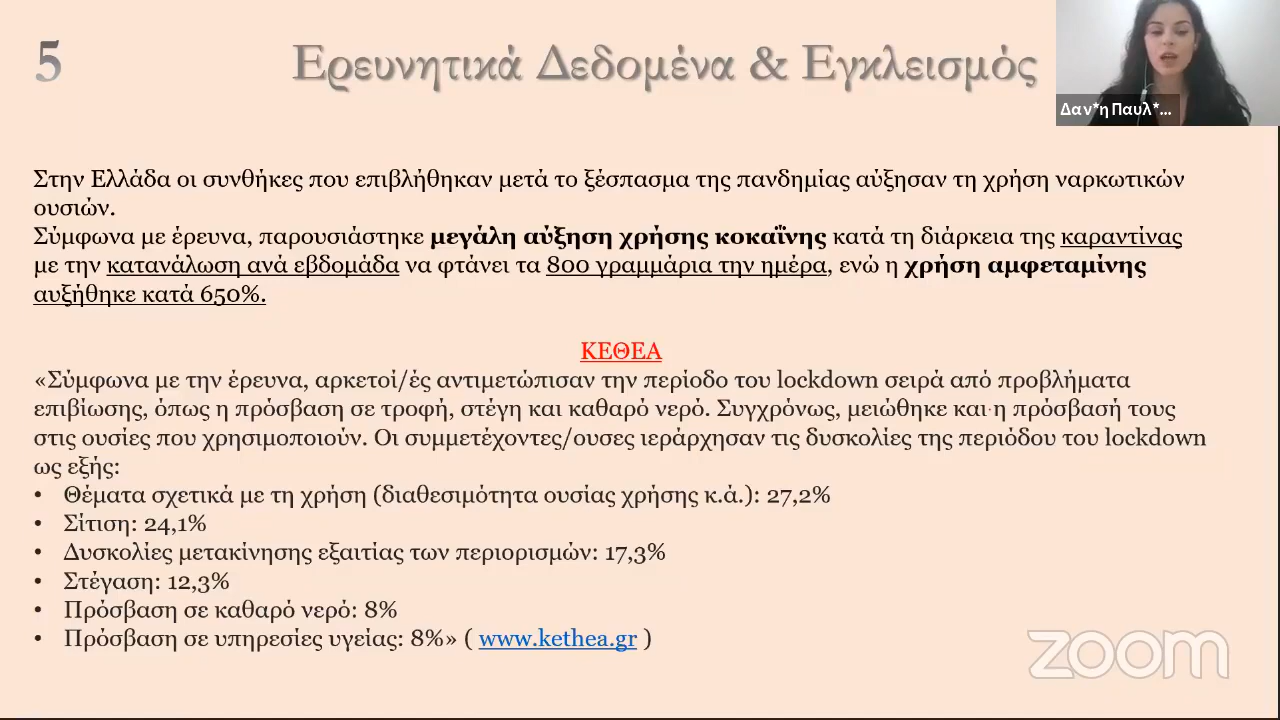 5
Ερευνητικά Δεδομένα & Εγκλεισμός
Δαν*η Παυλ*...
Στην Ελλάδα οι συνθήκες που επιβλήθηκαν μετά το ξέσπασμα της πανδημίας αύξησαν τη χρήση ναρκωτικών
ουσιών.
Σύμφωνα με έρευνα, παρουσιάστηκε μεγάλη αύξηση χρήσης κοκαΐνης κατά τη διάρκεια της καραντίνας
με την κατανάλωση ανά εβδομάδα να φτάνει τα 800 γραμμάρια την ημέρα, ενώ η χρήση αμφεταμίνης
αυξήθηκε κατά 650%.
ΚΕΘΕΑ
«Σύμφωνα με την έρευνα, αρκετοί/ές αντιμετώπισαν την περίοδο του lockdown σειρά από προβλήματα
επιβίωσης, όπως η πρόσβαση σε τροφή, στέγη και καθαρό νερό. Συγχρόνως, μειώθηκε και η πρόσβασή τους
στις ουσίες που χρησιμοποιούν. Οι συμμετέχοντες/ουσες ιεράρχησαν τις δυσκολίες της περιόδου του lockdown
ως εξής:
• Θέματα σχετικά με τη χρήση (διαθεσιμότητα ουσίας χρήσης κ.ά.): 27,2%
• Σίτιση: 24,1%
• Δυσκολίες μετακίνησης εξαιτίας των περιορισμών: 17,3%
• Στέγαση: 12,3%
• Πρόσβαση σε καθαρό νερό: 8%
• Πρόσβαση σε υπηρεσίες υγείας: 8%» ( www.kethea.gr )
zoom